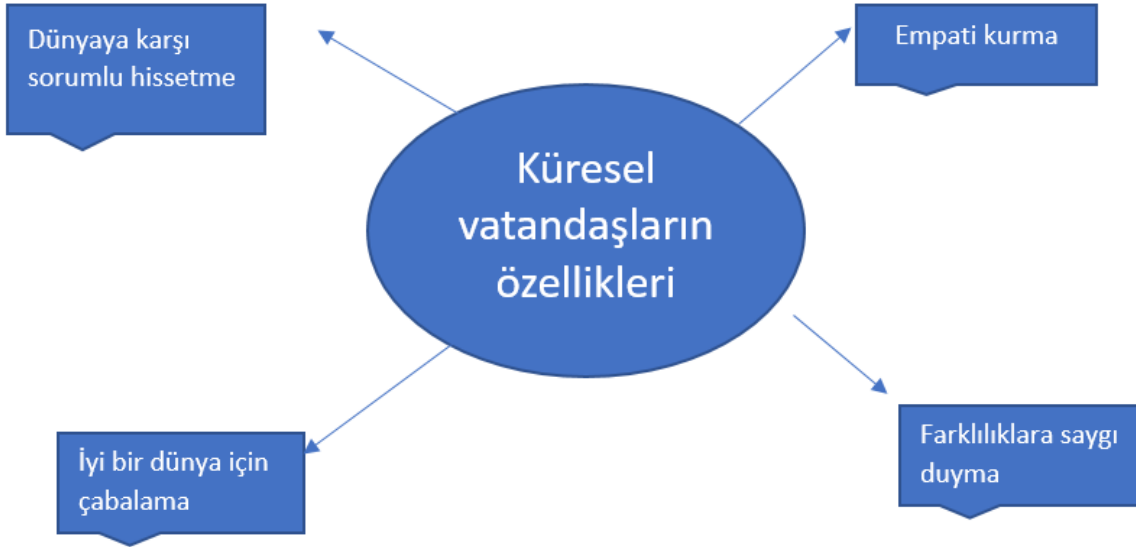 Dünyaya karşı
sorumlu hissetme
Empati kurma
Küresel
vatandaşların
özellikleri
İyi bir dünya için
çabalama
Farklılıklara saygı
duyma